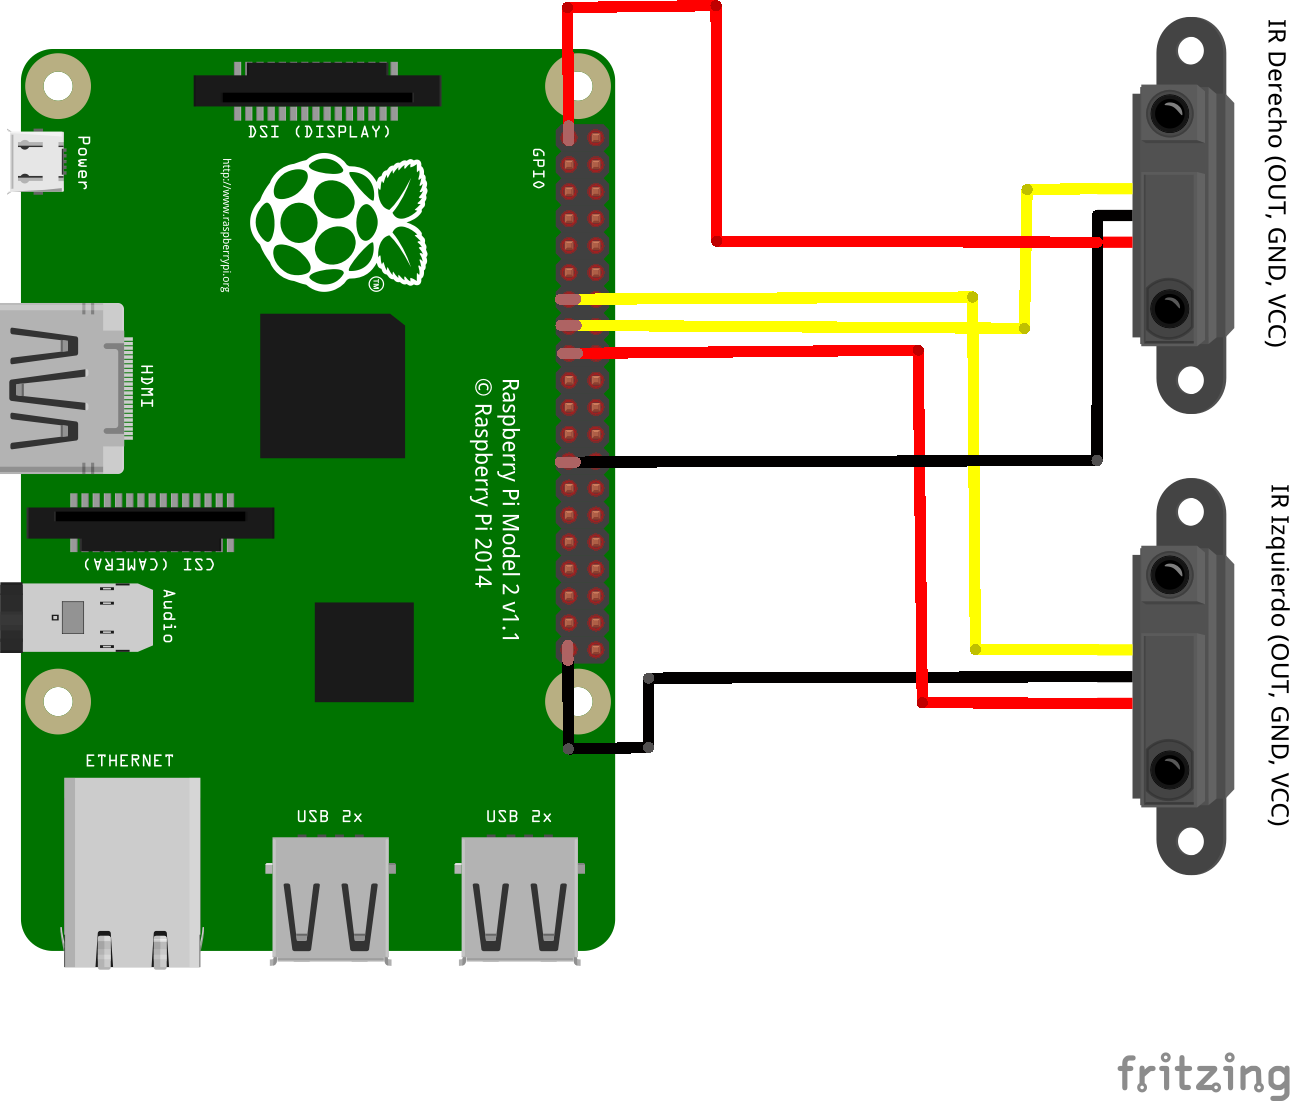 DSI (DISPLAY)
Power
http://www.raspberrypi.org
TM
GPIO
HDMI
Raspberry Pi Model 2 v1.1
© Raspberry Pi 2014
CSI (CAMERA)
Audio
ETHERNET
USB 2x
USB 2x
IR Derecho (OUT, GND, VCC)
IR Izquierdo (OUT, GND, VCC)
fritzing